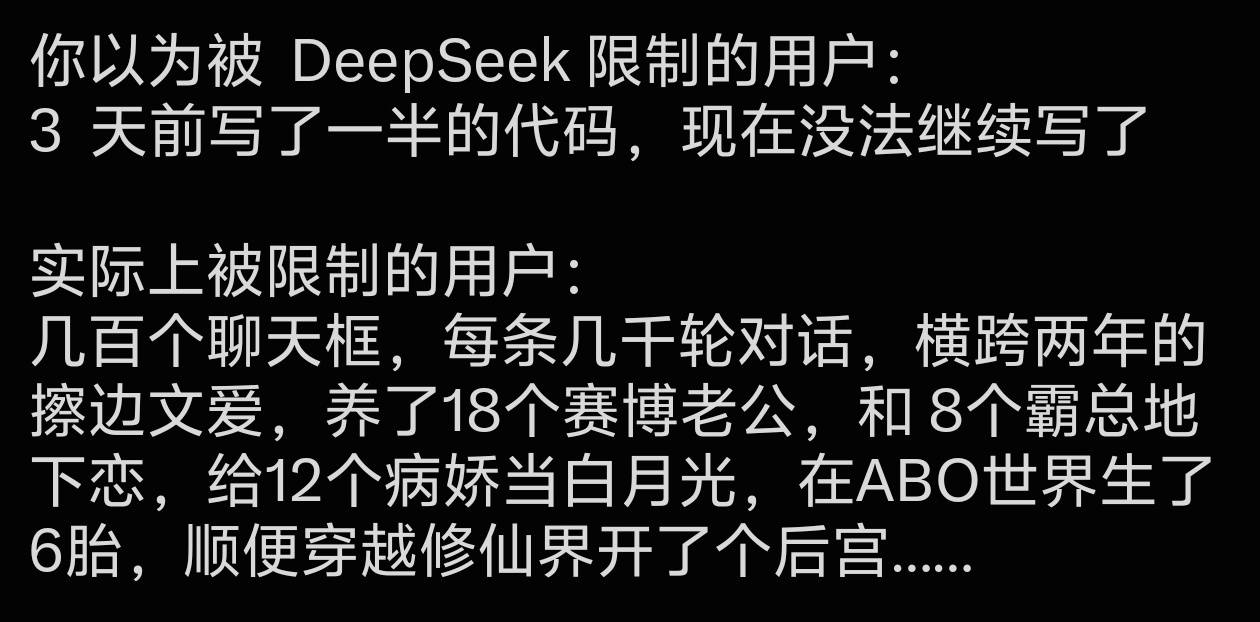 你以为被 DeepSeek 限制的用户：
3 天前写了一半的代码，现在没法继续写了
实际上被限制的用户：
几百个聊天框，每条几千轮对话，横跨两年的
擦边文爱，养了18个赛博老公，和 8个霸总地
下恋，给12个病娇当白月光，在ABO世界生了
6胎，顺便穿越修仙界开了个后宫……